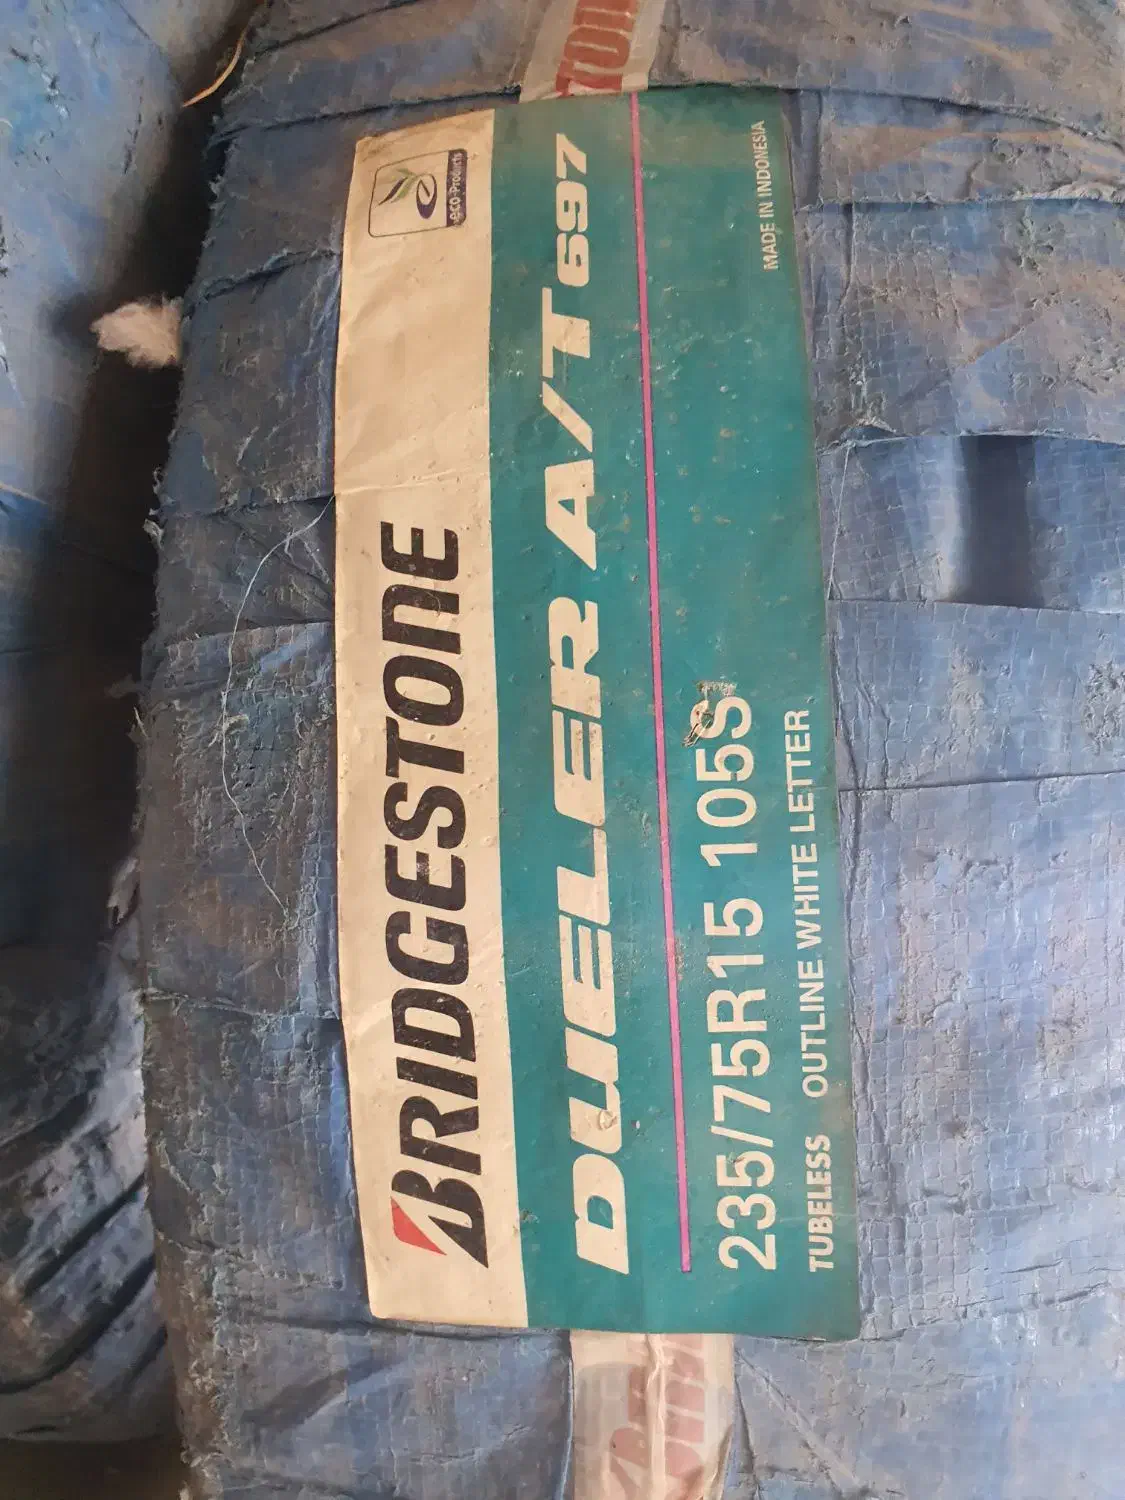 BRIDGESTONE
eco-Products
DUELER A/T 697
235/75R15 105S
MADE IN INDONESIA
TUBELESS OUTLINE WHITE LETTER